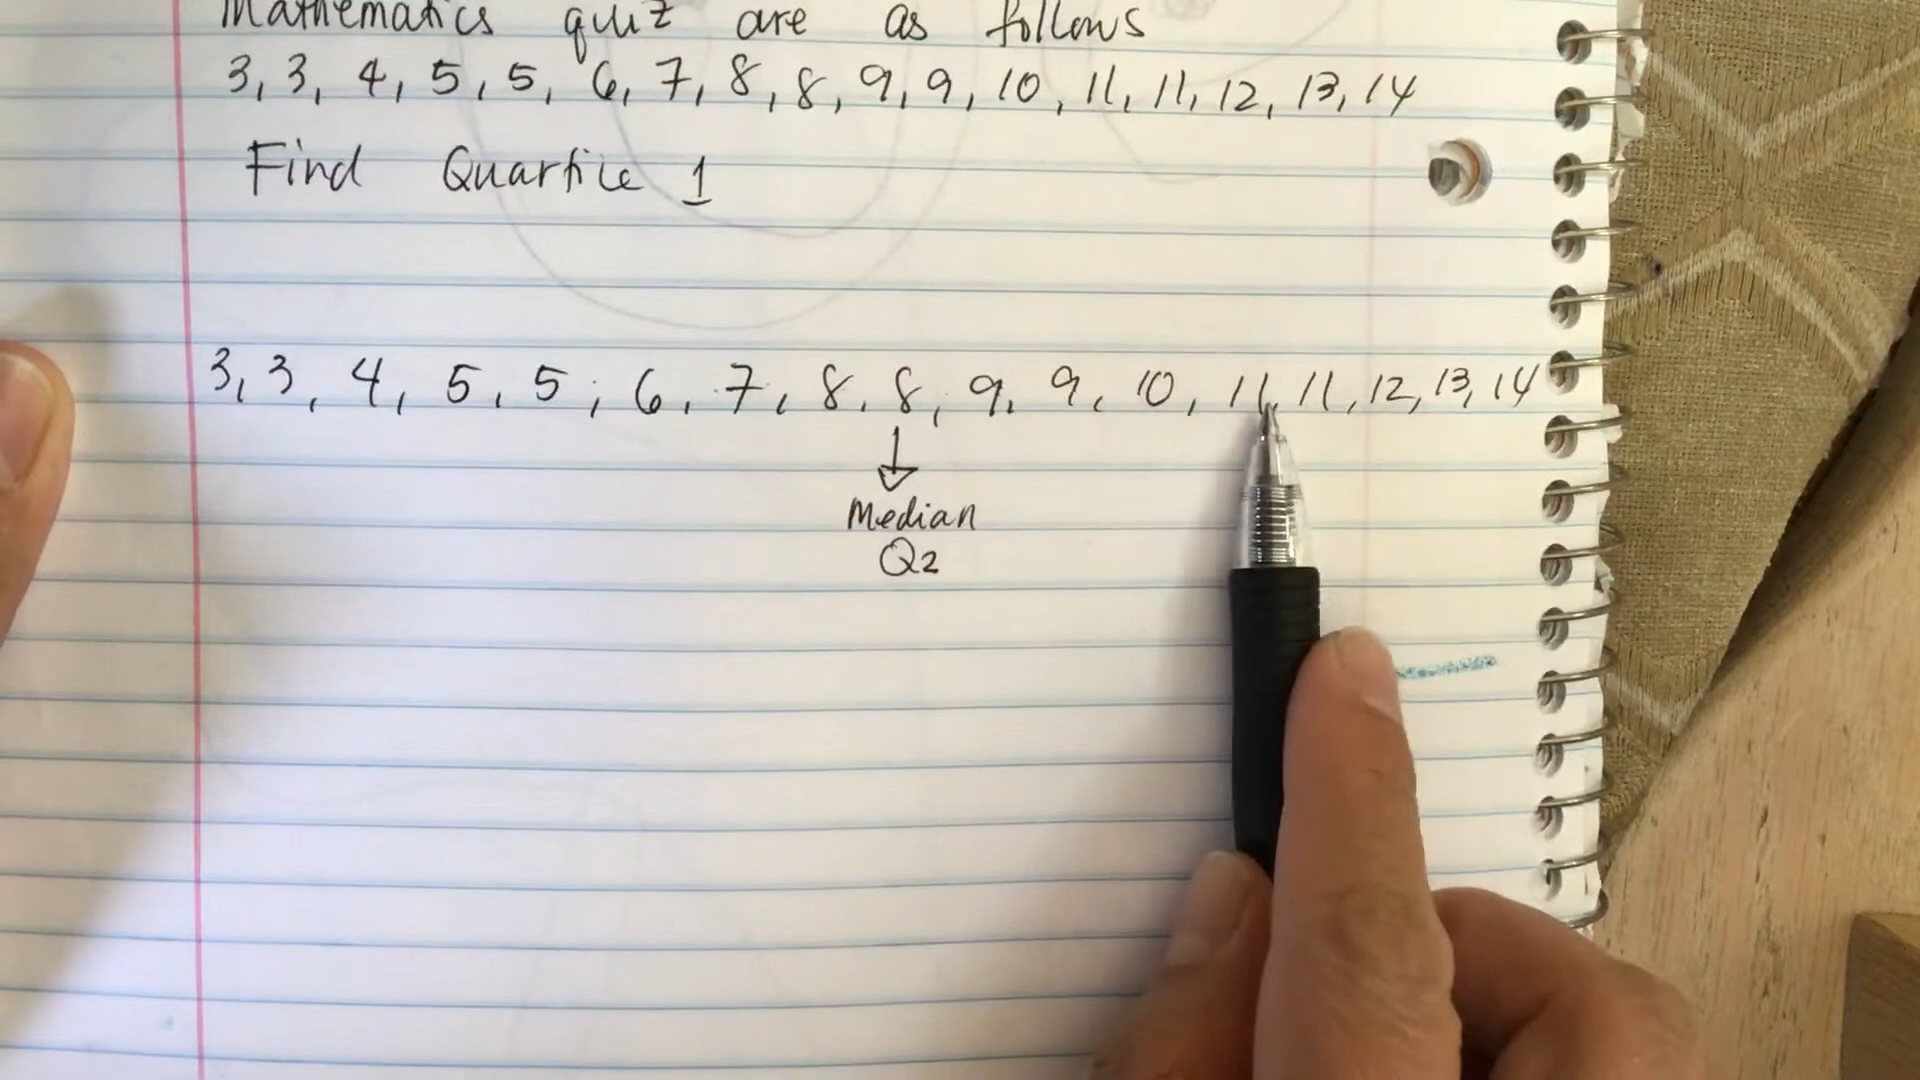 Mathematics quiz are as follows
3, 3, 4, 5, 5, 6, 7, 8, 8, 9, 9, 10, 11, 11, 12, 13, 14
Find Quartile 1
3, 3, 4, 5, 5, 6, 7, 8, 8, 9, 9, 10, 11, 11, 12, 13, 14
Median
Q2